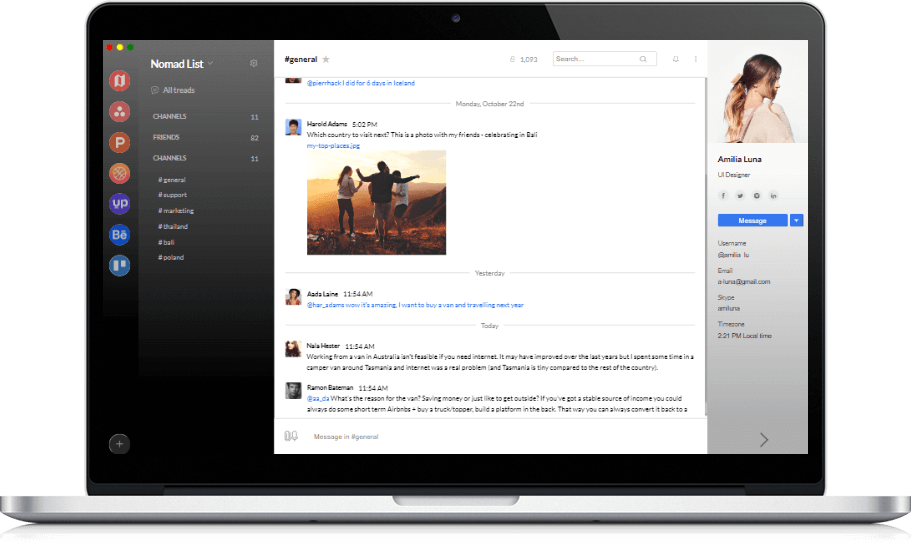 Nomad List
All treads
CHANNELS 11
FRIENDS 82
CHANNELS 11
#general
#support
#marketing
#thailand
#bali
#poland
P
yp
Bē
#general
1,093
Search...
@pierrhack I did for 6 days in Iceland
Monday, October 22nd
Harold Adams 5:02 PM
Which country to visit next? This is a photo with my friends - celebrating in Bali
my-top-places.jpg
Yesterday
Aada Laine 11:54 AM
@har_adams wow it's amazing, I want to buy a van and travelling next year
Today
Nala Hester 11:54 AM
Working from a van in Australia isn't feasible if you need internet. It may have improved over the last years but I spent some time in a
camper van around Tasmania and internet was a real problem (and Tasmania is tiny compared to the rest of the country).
Ramon Bateman 11:54 AM
@aa_da What's the reason for the van? Saving money or just like to get outside? If you've got a stable source of income you could
always do some short term Airbnbs + buy a truck/topper, build a platform in the back. That way you can always convert it back to a
Message in #general
Amilia Luna
UI Designer
Message
Username
@amilia_lu
Email
a-luna@gmail.com
Skype
amiluna
Timezone
2:21 PM Local time